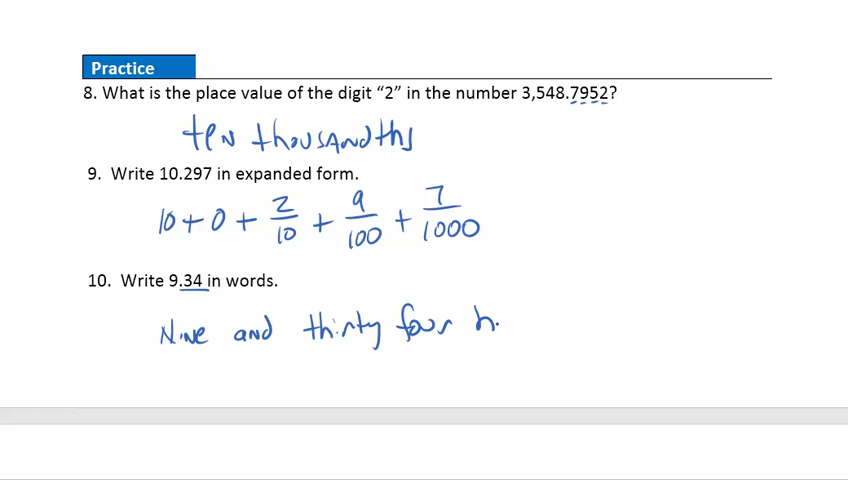 Practice
8. What is the place value of the digit “2” in the number 3,548.7952?
ten thousandths
9. Write 10.297 in expanded form.
10 + 0 + 2/10 + 9/100 + 7/1000
10. Write 9.34 in words.
Nine and thirty four h